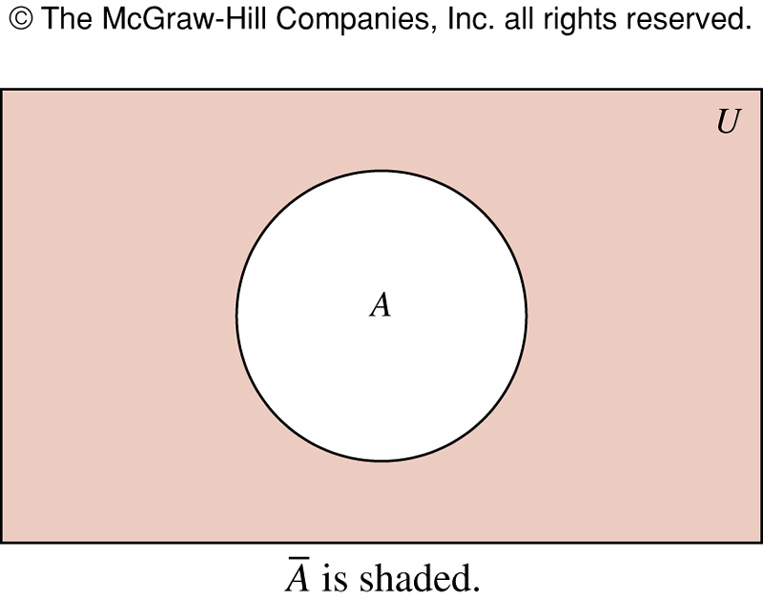 © The McGraw-Hill Companies, Inc. all rights reserved.
U
A
A̅ is shaded.